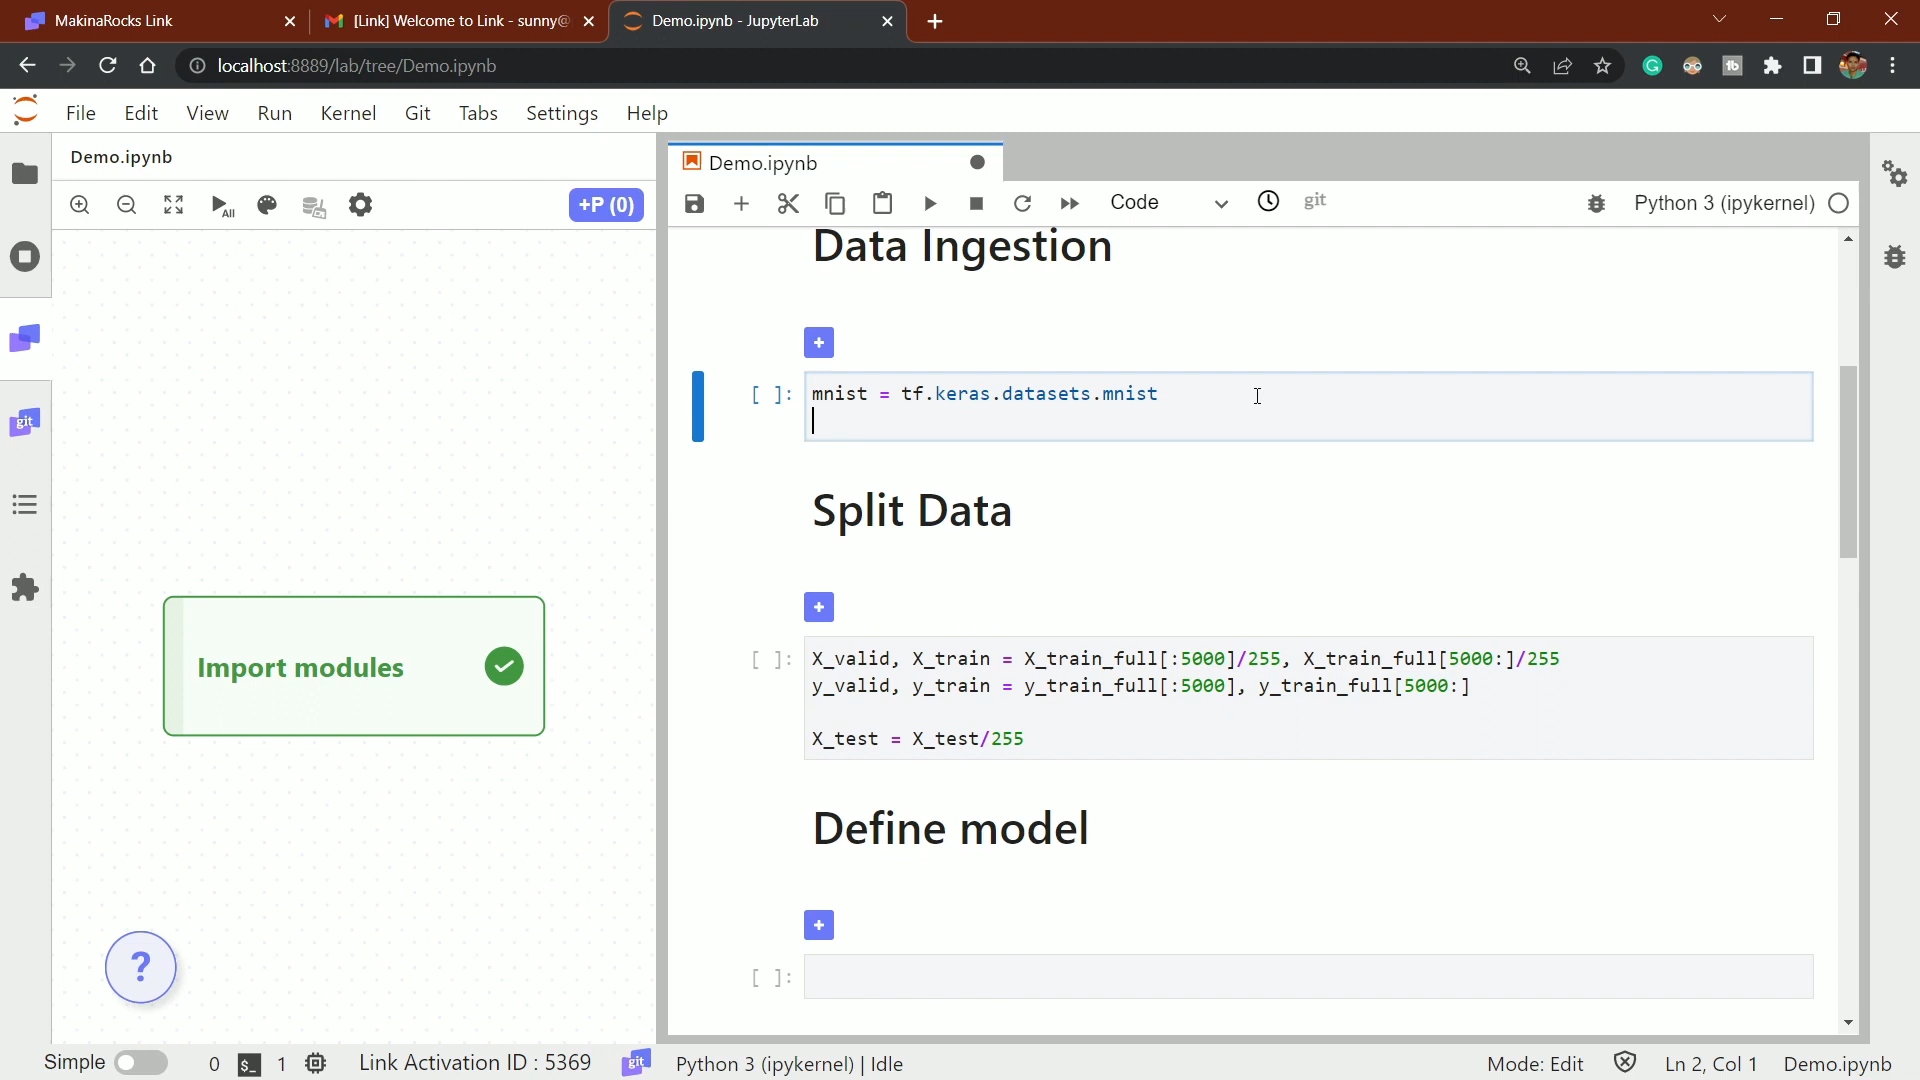 MakinaRocks Link
[Link] Welcome to Link - sunny@
Demo.ipynb - JupyterLab
localhost:8889/lab/tree/Demo.ipynb
File Edit View Run Kernel Git Tabs Settings Help
Demo.ipynb
Demo.ipynb
All
+P (0)
Code
git
Python 3 (ipykernel)
Data Ingestion
+
[ ]: mnist = tf.keras.datasets.mnist
git
Split Data
+
[ ]: X_valid, X_train = X_train_full[:5000]/255, X_train_full[5000:]/255
y_valid, y_train = y_train_full[:5000], y_train_full[5000:]
X_test = X_test/255
Import modules
Define model
+
[ ]:
?
Simple
0
$_
1
Link Activation ID : 5369
git
Python 3 (ipykernel) | Idle
Mode: Edit
Ln 2, Col 1
Demo.ipynb